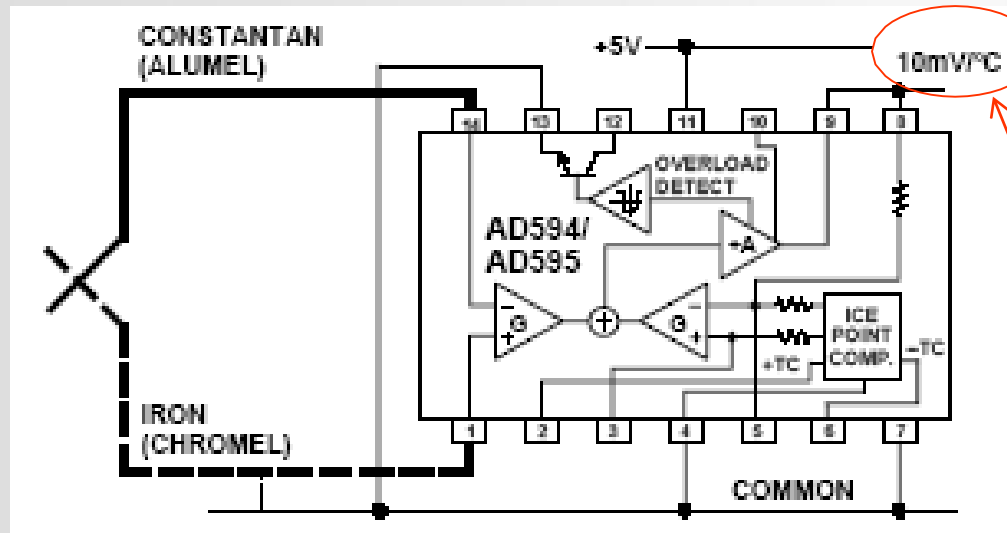 CONSTANTAN
(ALUMEL)
+5V
10mV/ºC
14 13 12 11 10 9 8
OVERLOAD
DETECT
AD594/
AD595
+A
G
G
ICE
POINT
COMP.
+TC
–TC
IRON
(CHROMEL)
1 2 3 4 5 6 7
COMMON